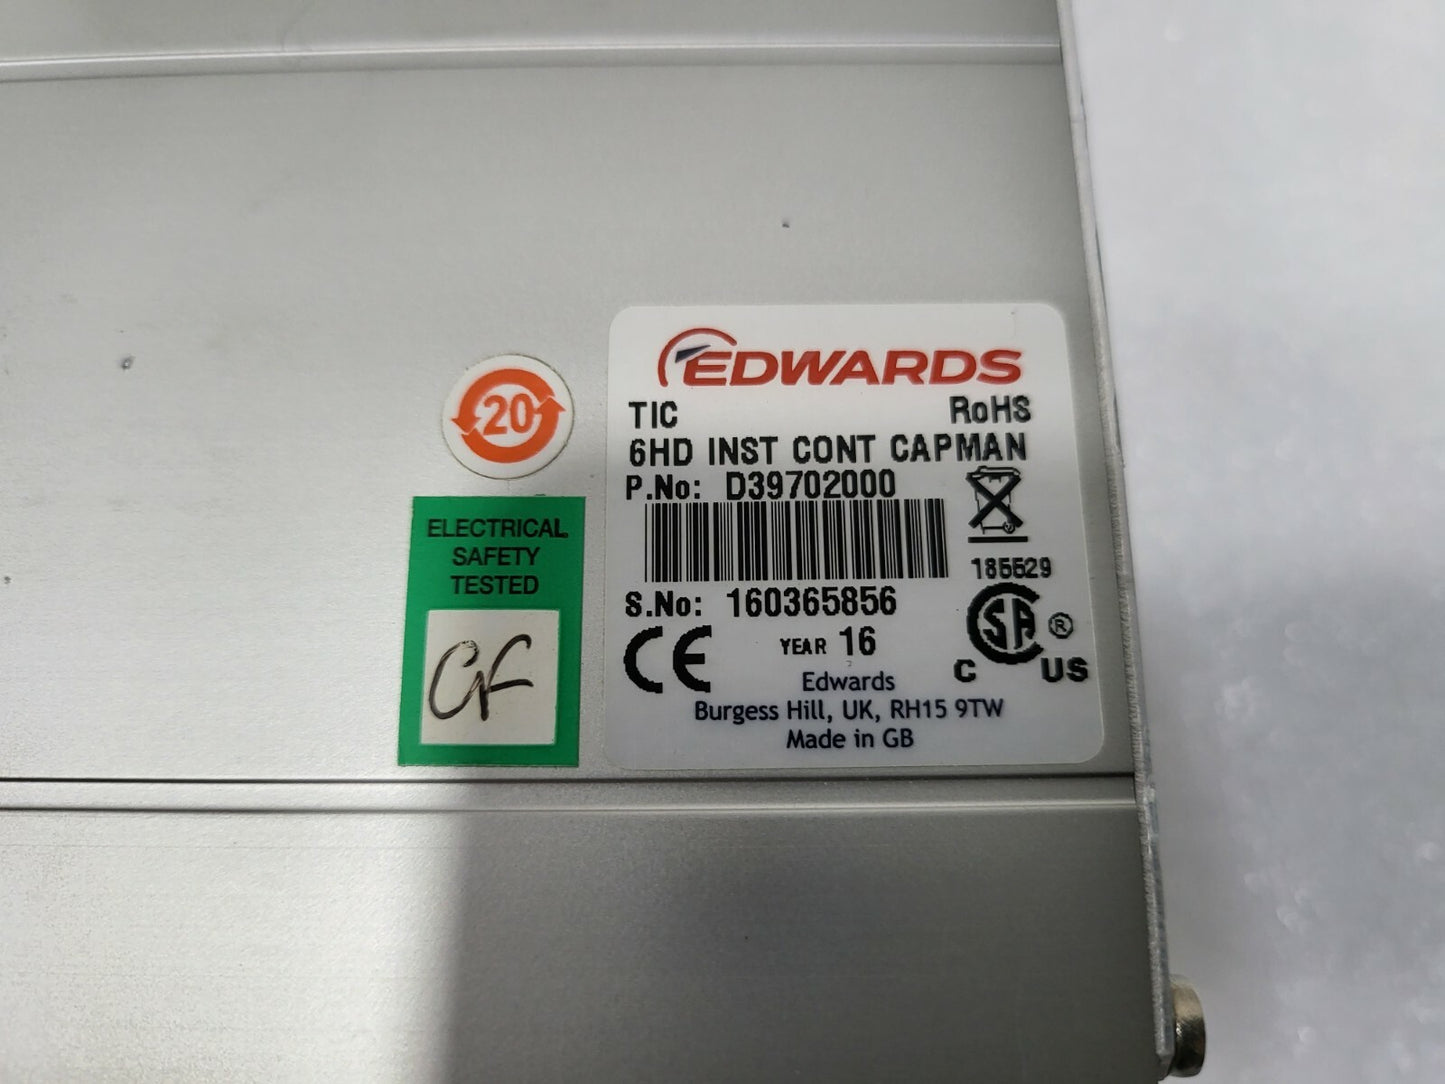 EDWARDS
TIC RoHS
6HD INST CONT CAPMAN
P.No: D39702000
185529
S.No: 160365856
CE YEAR 16
SA ®
C US
Edwards
Burgess Hill, UK, RH15 9TW
Made in GB
20
ELECTRICAL
SAFETY
TESTED